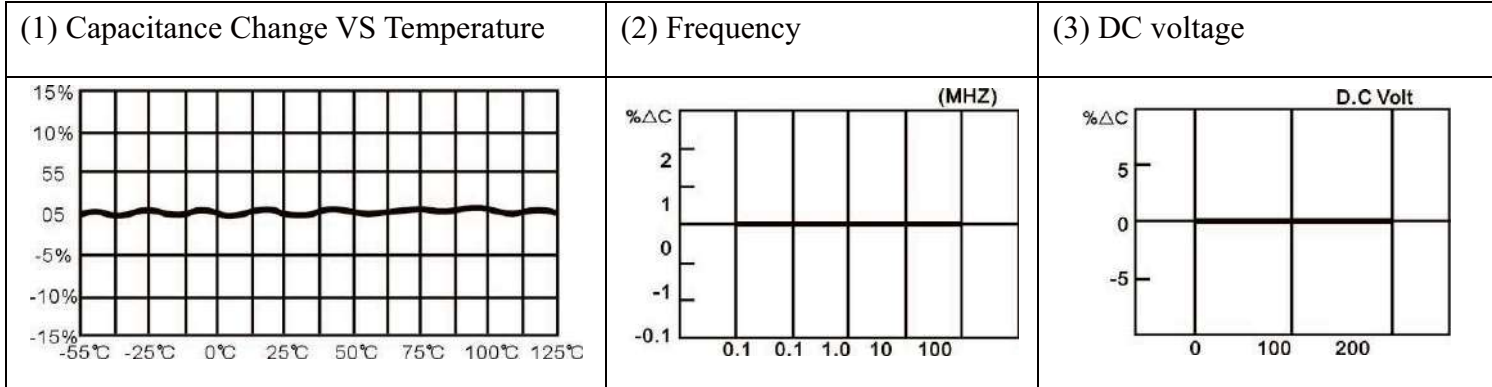 (1) Capacitance Change VS Temperature
(2) Frequency
(3) DC voltage
15%
10%
55
05
-5%
-10%
-15%
-55℃ -25℃ 0℃ 25℃ 50℃ 75℃ 100℃ 125℃
(MHZ)
%△C
2
1
0
-1
-0.1
0.1 0.1 1.0 10 100
D.C Volt
%△C
5
0
-5
0 100 200